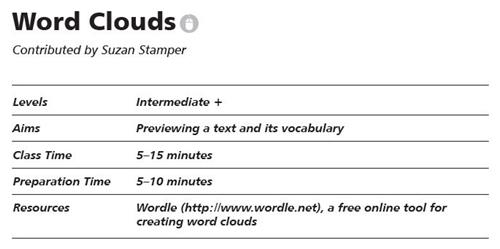 Word Clouds
Contributed by Suzan Stamper
Levels Intermediate +
Aims Previewing a text and its vocabulary
Class Time 5–15 minutes
Preparation Time 5–10 minutes
Resources Wordle (http://www.wordle.net), a free online tool for
creating word clouds